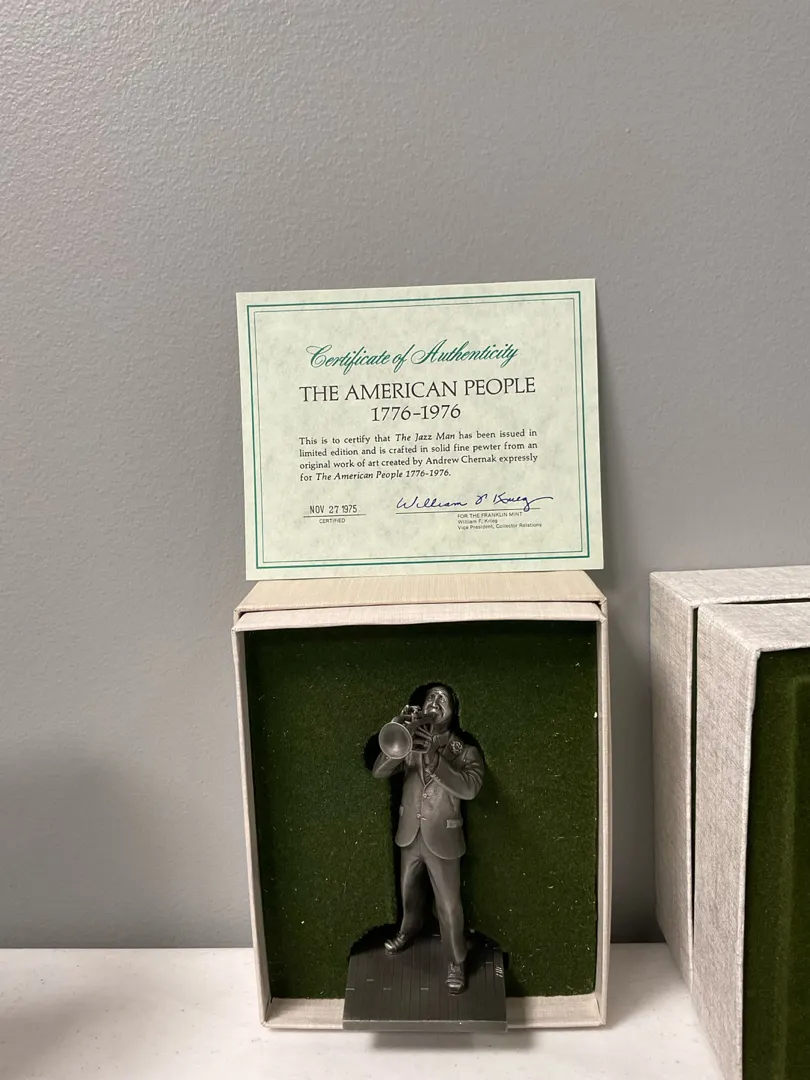 Certificate of Authenticity
THE AMERICAN PEOPLE
1776-1976
This is to certify that The Jazz Man has been issued in
limited edition and is crafted in solid fine pewter from an
original work of art created by Andrew Chernak expressly
for The American People 1776-1976.
NOV 27 1975
CERTIFIED
William F. Krieg
FOR THE FRANKLIN MINT
William F. Krieg
Vice President, Collector Relations